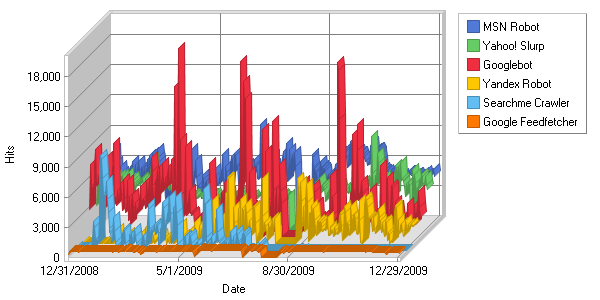 18,000
15,000
12,000
9,000
6,000
3,000
0
Hits
12/31/2008
5/1/2009
8/30/2009
12/29/2009
Date
MSN Robot
Yahoo! Slurp
Googlebot
Yandex Robot
Searchme Crawler
Google Feedfetcher